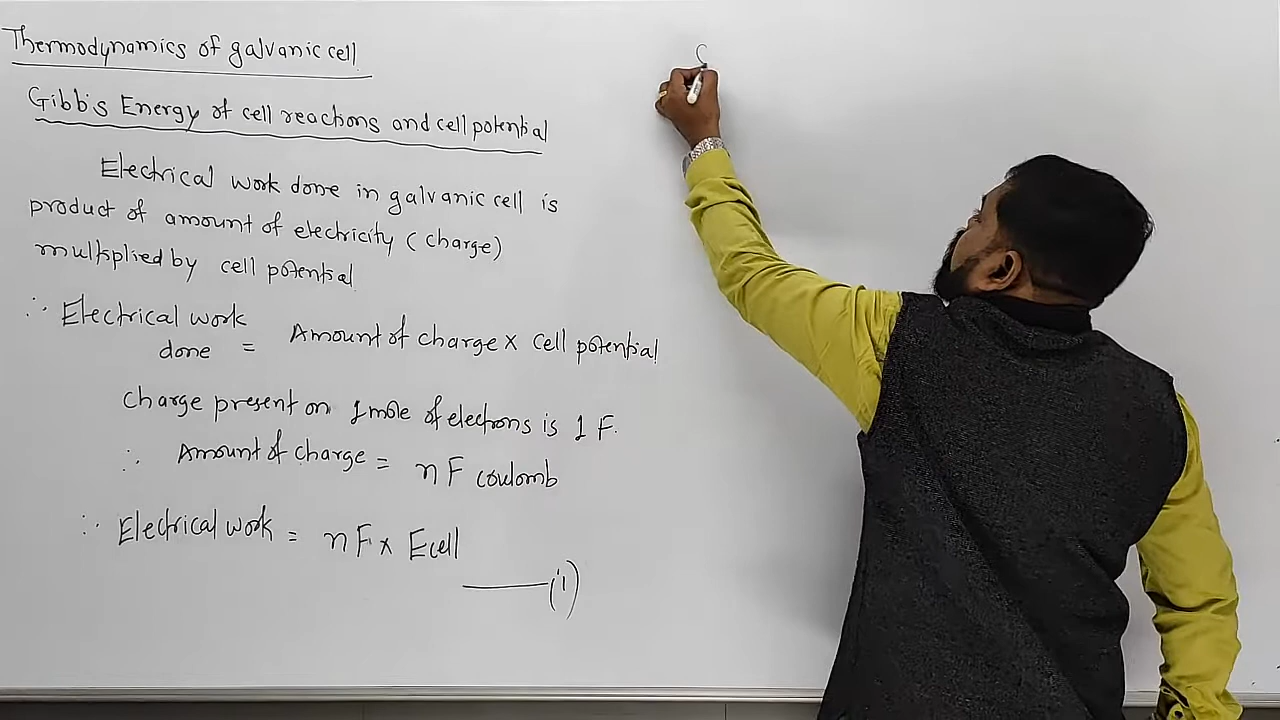 Thermodynamics of galvanic cell
Gibb's Energy of cell reactions and cell potential
Electrical work done in galvanic cell is
product of amount of electricity (charge)
multiplied by cell potential
∴ Electrical work done = Amount of charge x cell potential
Charge present on 1 mole of electrons is 1 F.
∴ Amount of charge = nF coulomb
∴ Electrical work = nF x Ecell
——(i)